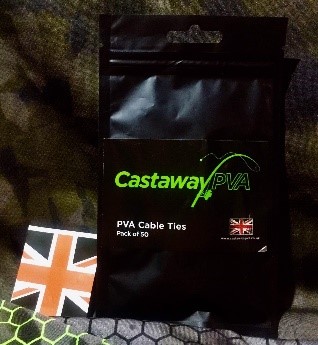 CastawayPVA
PVA Cable Ties
Pack of 50